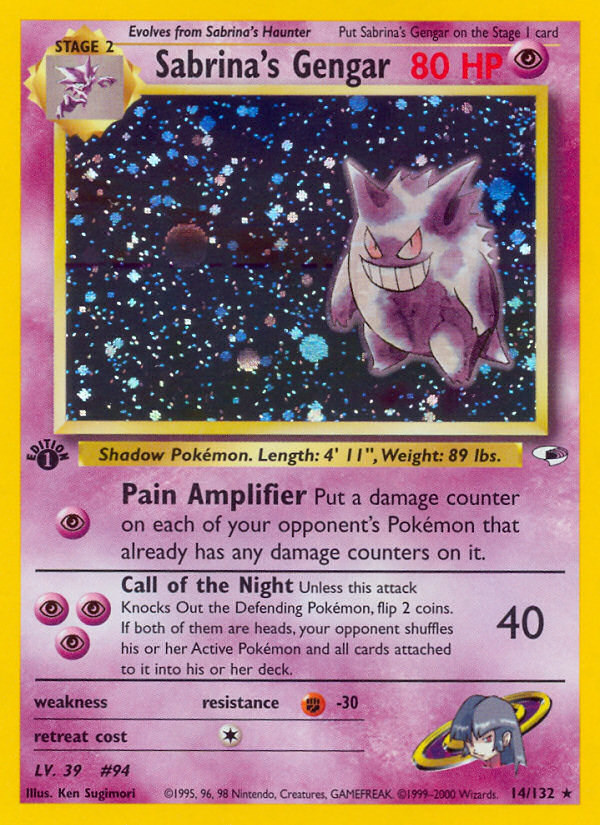 Evolves from Sabrina's Haunter Put Sabrina's Gengar on the Stage 1 card
STAGE 2
Sabrina's Gengar 80 HP
EDITION
1
Shadow Pokémon. Length: 4' 11", Weight: 89 lbs.
Pain Amplifier Put a damage counter
on each of your opponent's Pokémon that
already has any damage counters on it.
Call of the Night Unless this attack
Knocks Out the Defending Pokémon, flip 2 coins.
If both of them are heads, your opponent shuffles
his or her Active Pokémon and all cards attached
to it into his or her deck.
40
weakness resistance -30
retreat cost
LV. 39 #94
Illus. Ken Sugimori ©1995, 96, 98 Nintendo, Creatures, GAMEFREAK. ©1999-2000 Wizards. 14/132 ★